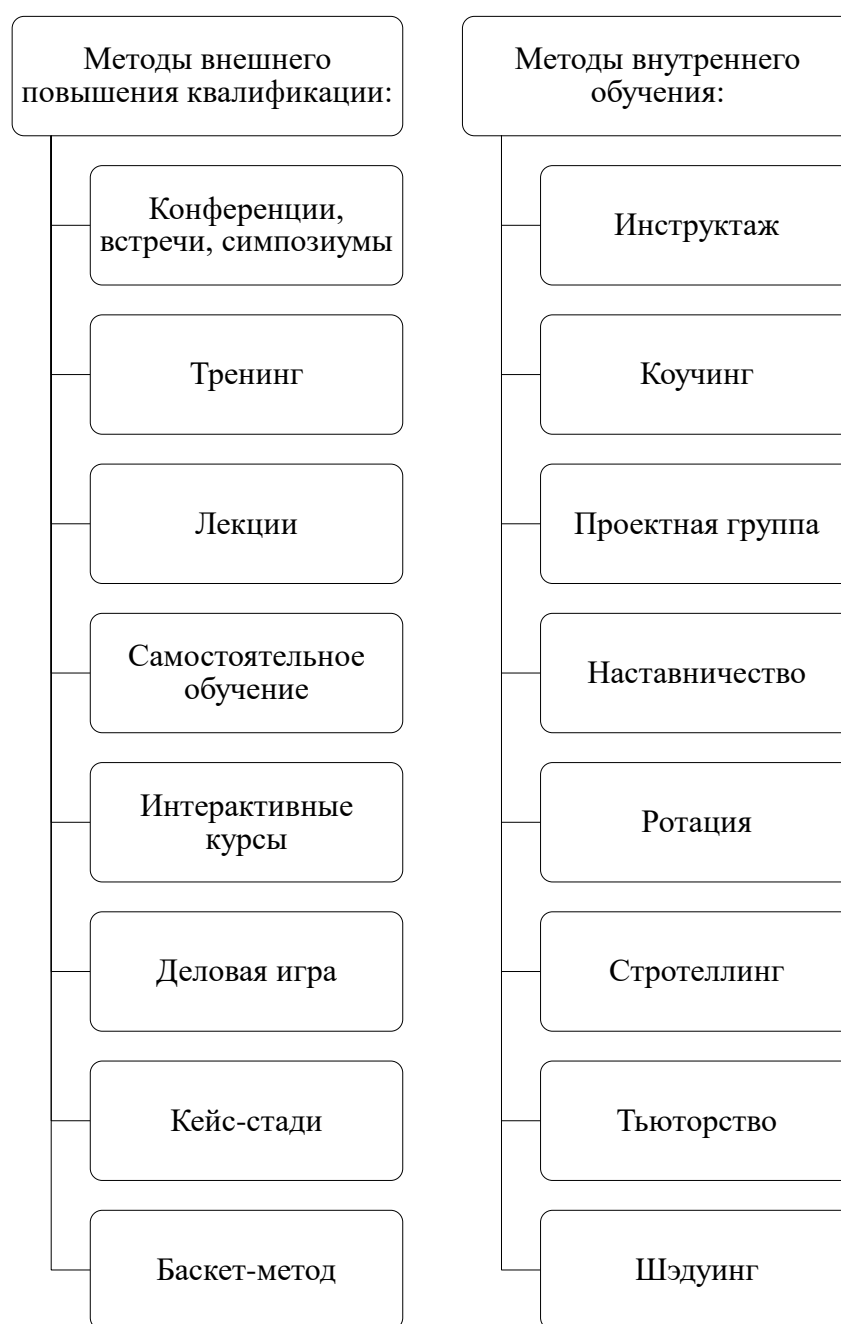 Методы внешнего
повышения квалификации:
Конференции,
встречи, симпозиумы
Тренинг
Лекции
Самостоятельное
обучение
Интерактивные
курсы
Деловая игра
Кейс-стади
Баскет-метод
Методы внутреннего
обучения:
Инструктаж
Коучинг
Проектная группа
Наставничество
Ротация
Стротеллинг
Тьюторство
Шэдуинг